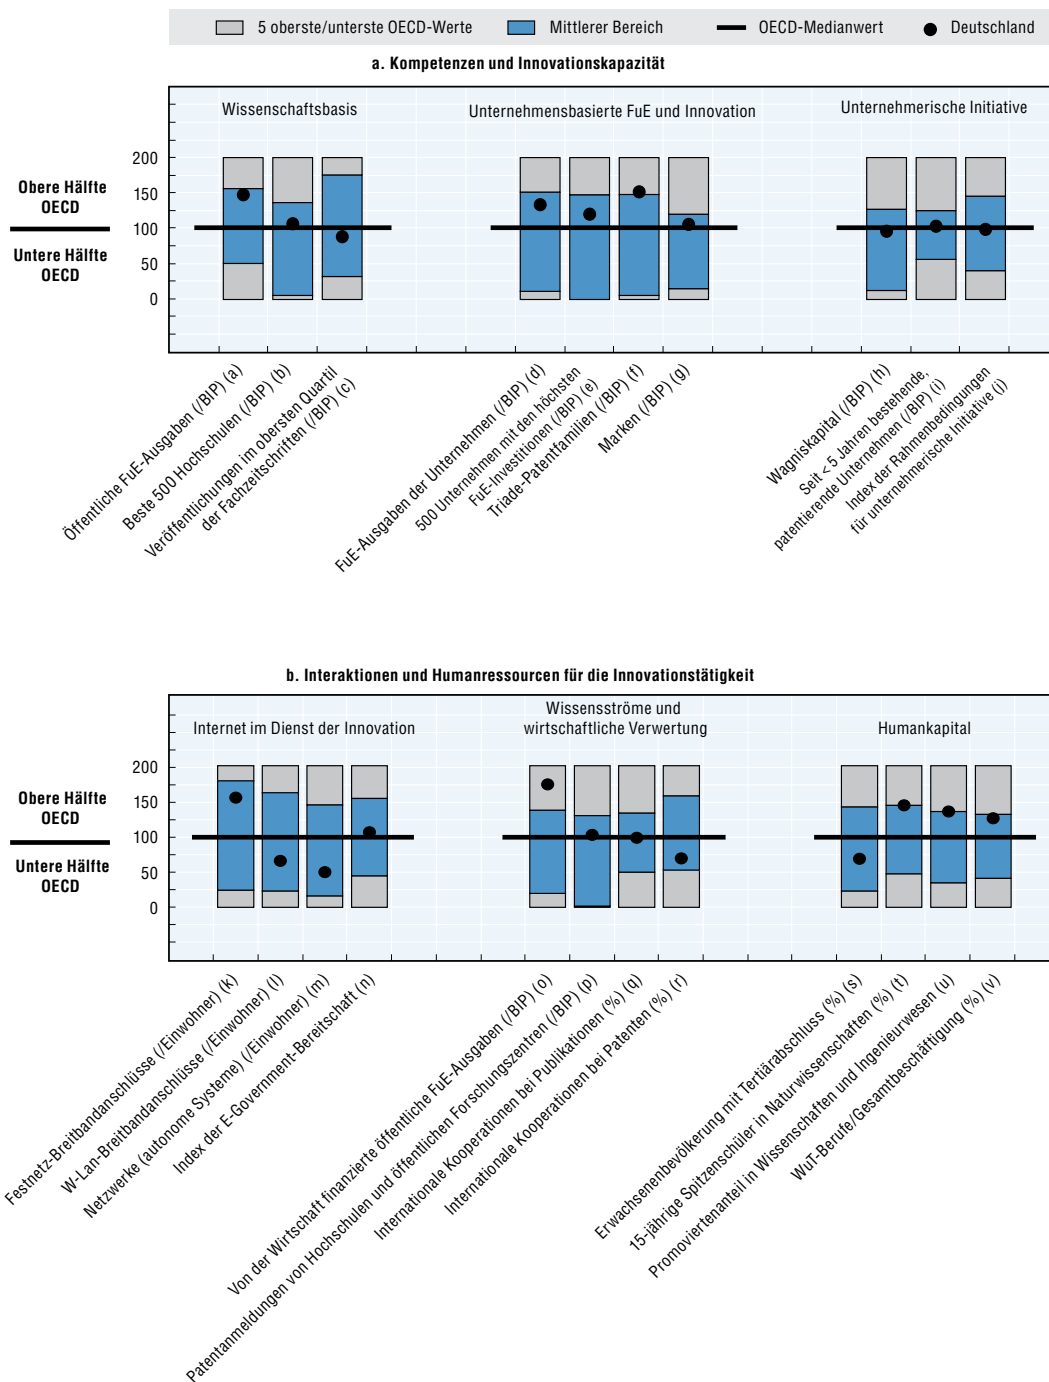 5 oberste/unterste OECD-Werte
Mittlerer Bereich
OECD-Medianwert
Deutschland
a. Kompetenzen und Innovationskapazität
Wissenschaftsbasis
Unternehmensbasierte FuE und Innovation
Unternehmerische Initiative
Obere Hälfte
OECD
Untere Hälfte
OECD
200
150
100
50
0
Öffentliche FuE-Ausgaben (/BIP) (a)
Beste 500 Hochschulen (/BIP) (b)
Veröffentlichungen im obersten Quartil
der Fachzeitschriften (/BIP) (c)
FuE-Ausgaben der Unternehmen (/BIP) (d)
500 Unternehmen mit den höchsten
FuE-Investitionen (/BIP) (e)
Triade-Patentfamilien (/BIP) (f)
Marken (/BIP) (g)
Wagniskapital (/BIP) (h)
Seit < 5 Jahren bestehende,
patentierende Unternehmen (/BIP) (i)
Index der Rahmenbedingungen
für unternehmerische Initiative (j)
b. Interaktionen und Humanressourcen für die Innovationstätigkeit
Internet im Dienst der Innovation
Wissensströme und
wirtschaftliche Verwertung
Humankapital
Obere Hälfte
OECD
Untere Hälfte
OECD
200
150
100
50
0
Festnetz-Breitbandanschlüsse (/Einwohner) (k)
W-Lan-Breitbandanschlüsse (/Einwohner) (l)
Netzwerke (autonome Systeme) (/Einwohner) (m)
Index der E-Government-Bereitschaft (n)
Von der Wirtschaft finanzierte öffentliche FuE-Ausgaben (/BIP) (o)
Patentanmeldungen von Hochschulen und öffentlichen Forschungszentren (/BIP) (p)
Internationale Kooperationen bei Publikationen (%) (q)
Internationale Kooperationen bei Patenten (%) (r)
Erwachsenenbevölkerung mit Tertiärabschluss (%) (s)
15-jährige Spitzenschüler in Naturwissenschaften (%) (t)
Promoviertenanteil in Wissenschaften und Ingenieurwesen (u)
WuT-Berufe/Gesamtbeschäftigung (%) (v)